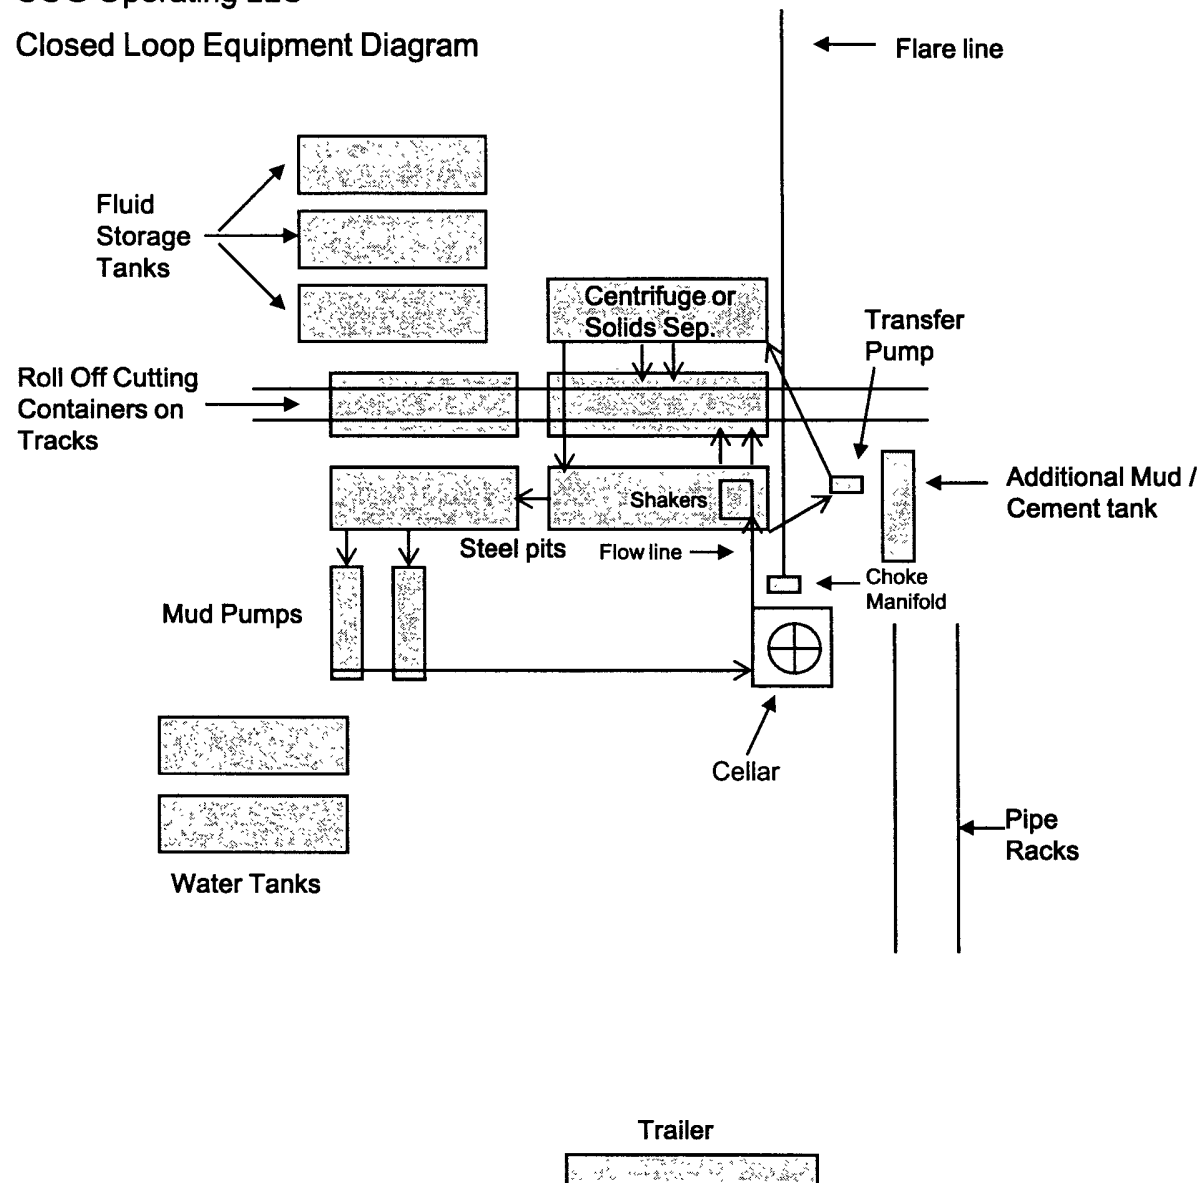 Closed Loop Equipment Diagram
Flare line
Fluid
Storage
Tanks
Centrifuge or
Solids Sep.
Transfer
Pump
Roll Off Cutting
Containers on
Tracks
Additional Mud /
Cement tank
Shakers
Steel pits
Flow line
Choke
Manifold
Mud Pumps
Cellar
Pipe
Racks
Water Tanks
Trailer